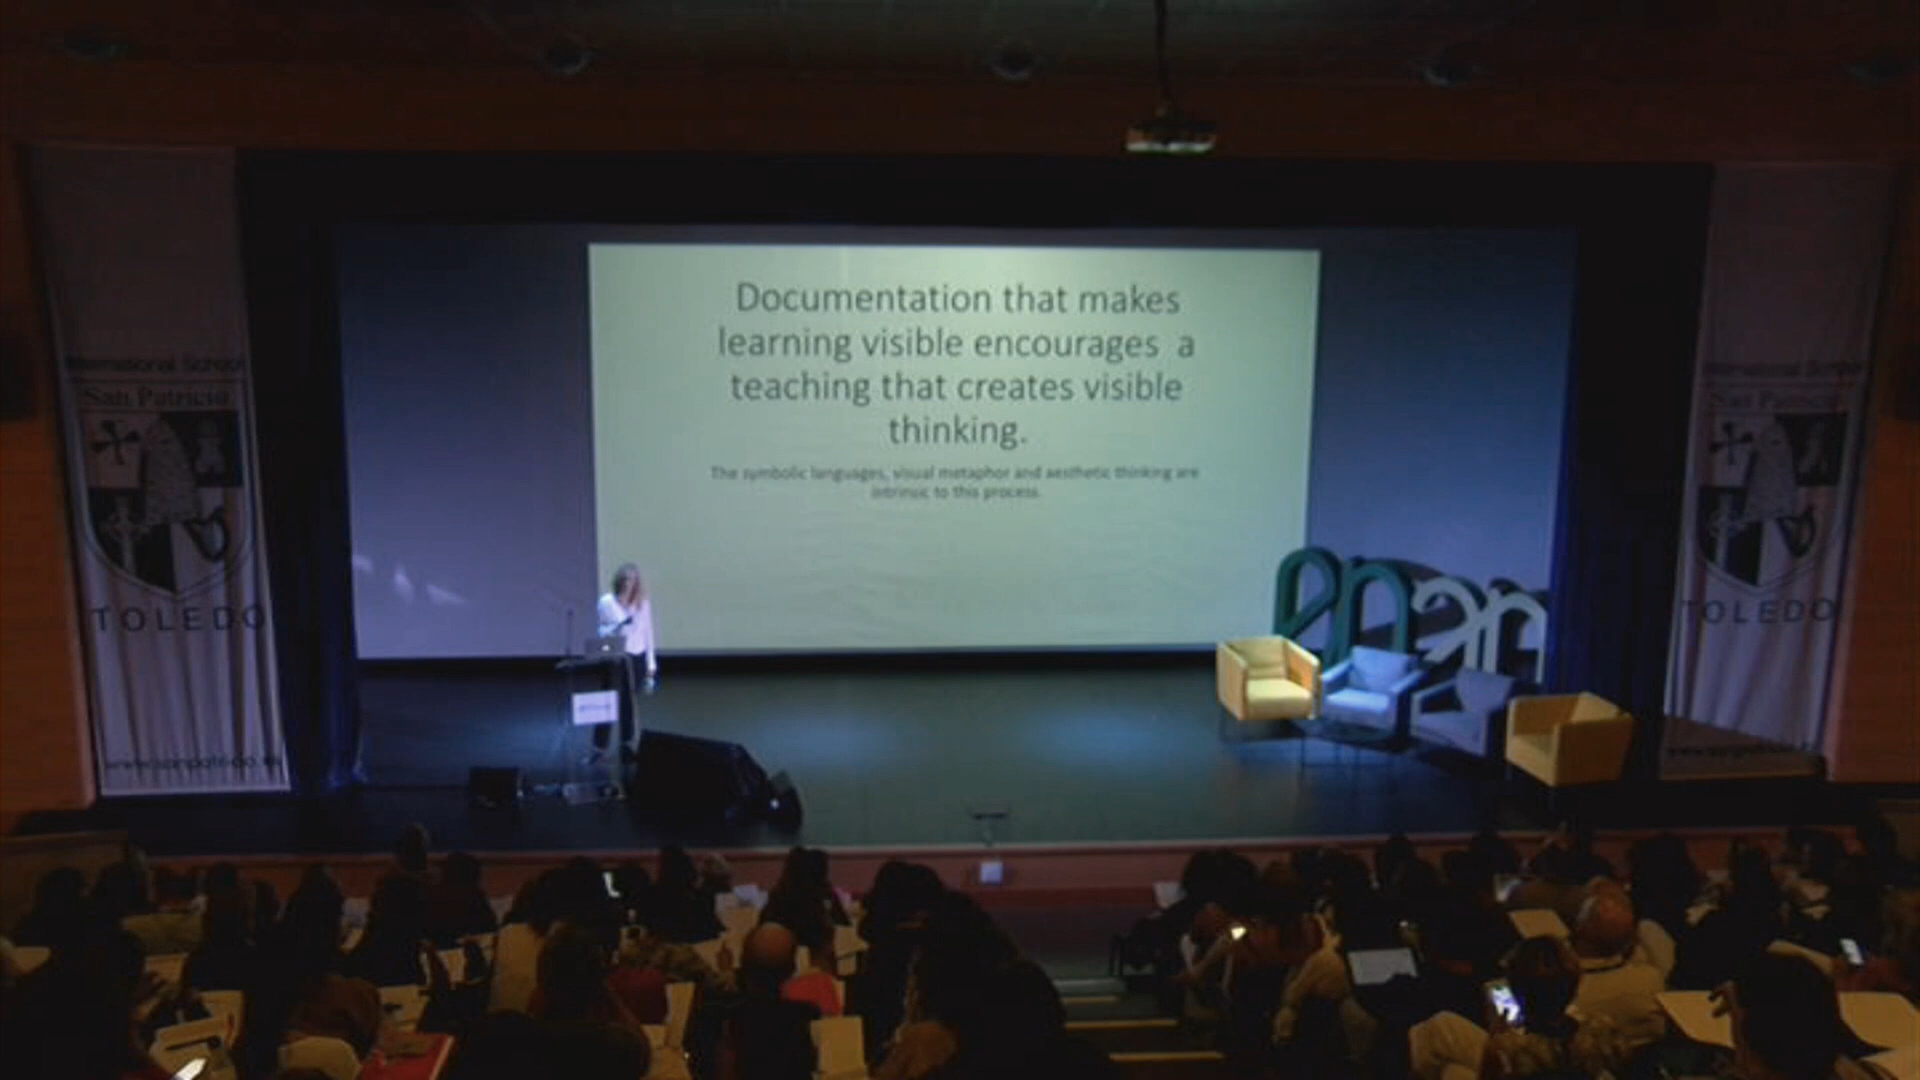 Documentation that makes
learning visible encourages a
teaching that creates visible
thinking.
The symbolic languages, visual metaphor and aesthetic thinking are
intrinsic to this process.
International School
San Patricio
TOLEDO
International School
San Patricio
TOLEDO